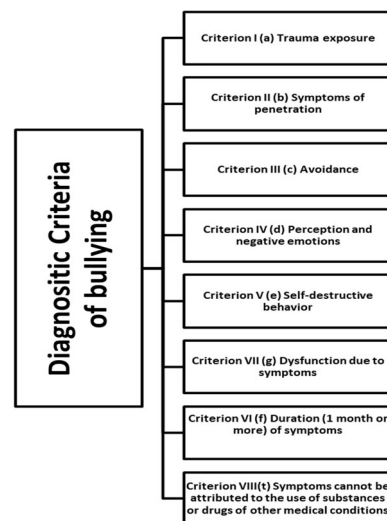 Diagnositic Criteria
of bullying
Criterion I (a) Trauma exposure
Criterion II (b) Symptoms of
penetration
Criterion III (c) Avoidance
Criterion IV (d) Perception and
negative emotions
Criterion V (e) Self-destructive
behavior
Criterion VII (g) Dysfunction due to
symptoms
Criterion VI (f) Duration (1 month or
more) of symptoms
Criterion VIII(t) Symptoms cannot be
attributed to the use of substances
or drugs of other medical conditions